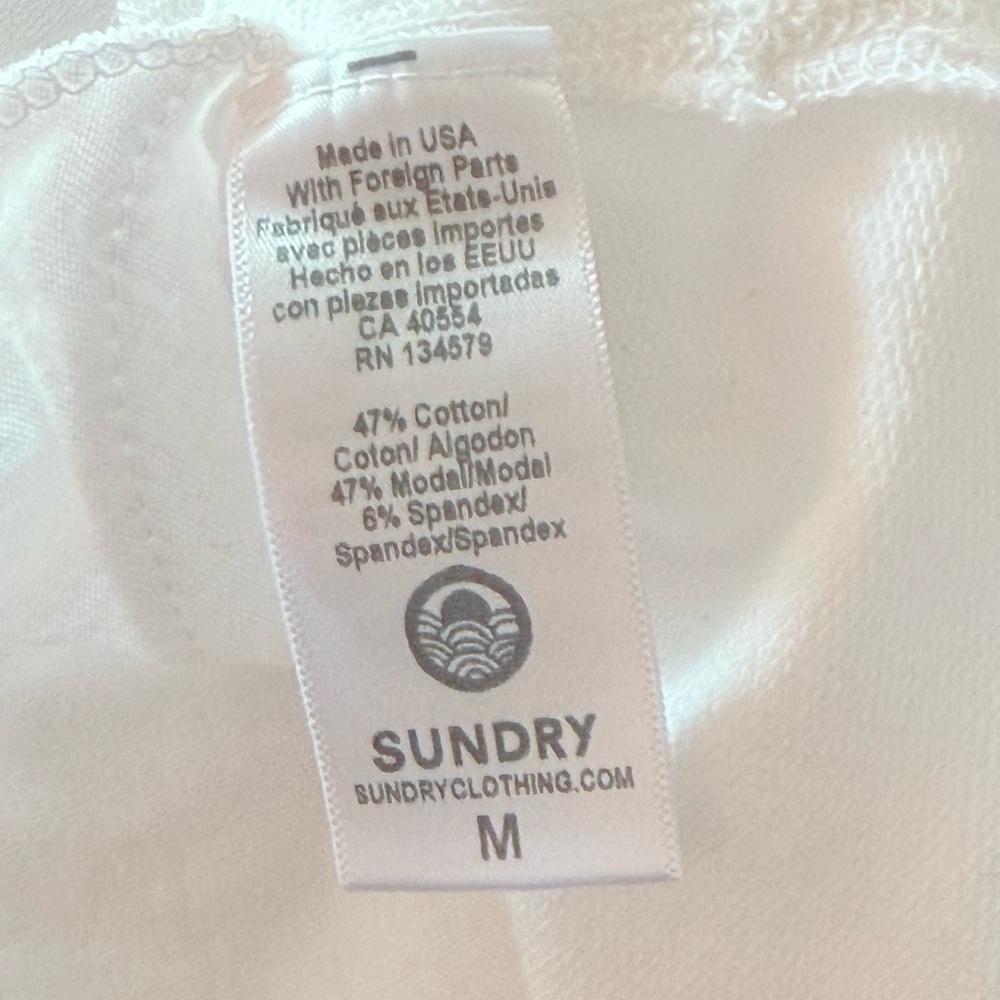 Made in USA
With Foreign Parts
Fabriqué aux Etats-Unis
avec pièces importes
Hecho en los EEUU
con piezas importadas
CA 40554
RN 134579
47% Cotton/
Coton/ Algodon
47% Modal/Modal
6% Spandex/
Spandex/Spandex
SUNDRY
SUNDRYCLOTHING.COM
M